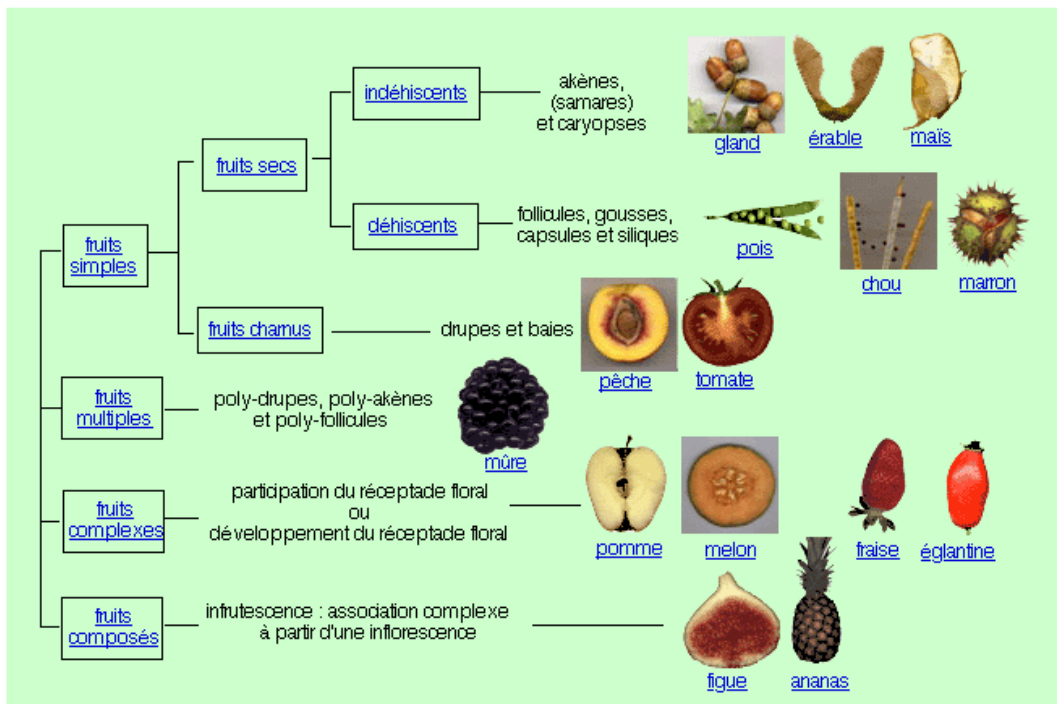 indéhiscents
akènes,
(samares)
et caryopses
gland
érable
maïs
fruits secs
déhiscents
follicules, gousses,
capsules et siliques
pois
chou
marron
fruits
simples
fruits charnus
drupes et baies
pêche
tomate
fruits
multiples
poly-drupes, poly-akènes
et poly-follicules
mûre
fruits
complexes
participation du réceptacle floral
ou
développement du réceptacle floral
pomme
melon
fraise
églantine
fruits
composés
infrutescence : association complexe
à partir d'une inflorescence
figue
ananas